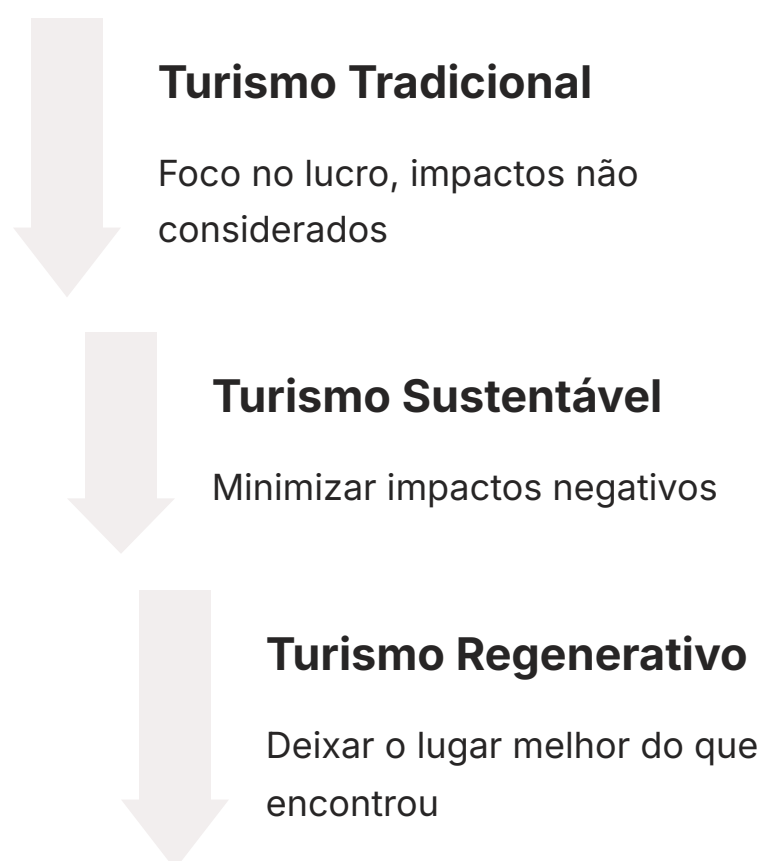 Turismo Tradicional
Foco no lucro, impactos não
considerados
Turismo Sustentável
Minimizar impactos negativos
Turismo Regenerativo
Deixar o lugar melhor do que
encontrou